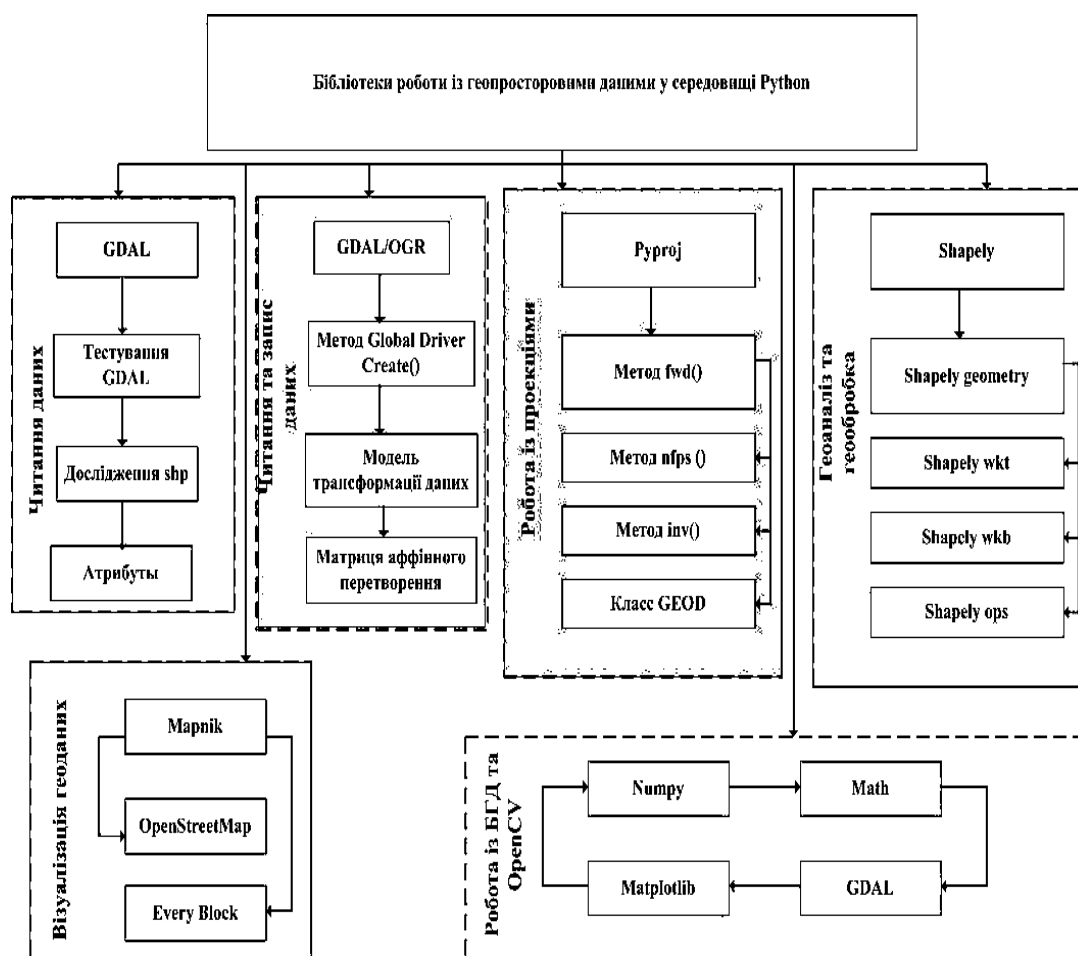 Бібліотеки роботи із геопросторовими даними у середовищі Python
Читання даних
GDAL
Тестування
GDAL
Дослідження shp
Атрибуты
Читання та запис
даних
GDAL/OGR
Метод Global Driver
Create()
Модель
трансформації даних
Матриця аффінного
перетворення
Робота із проекціями
Pyproj
Метод fwd()
Метод nfps ()
Метод inv()
Класс GEOD
Геоаналіз та
геообробка
Shapely
Shapely geometry
Shapely wkt
Shapely wkb
Shapely ops
Візуалізація геоданих
Mapnik
OpenStreetMap
Every Block
Робота із БГД та
OpenCV
Numpy
Math
Matplotlib
GDAL